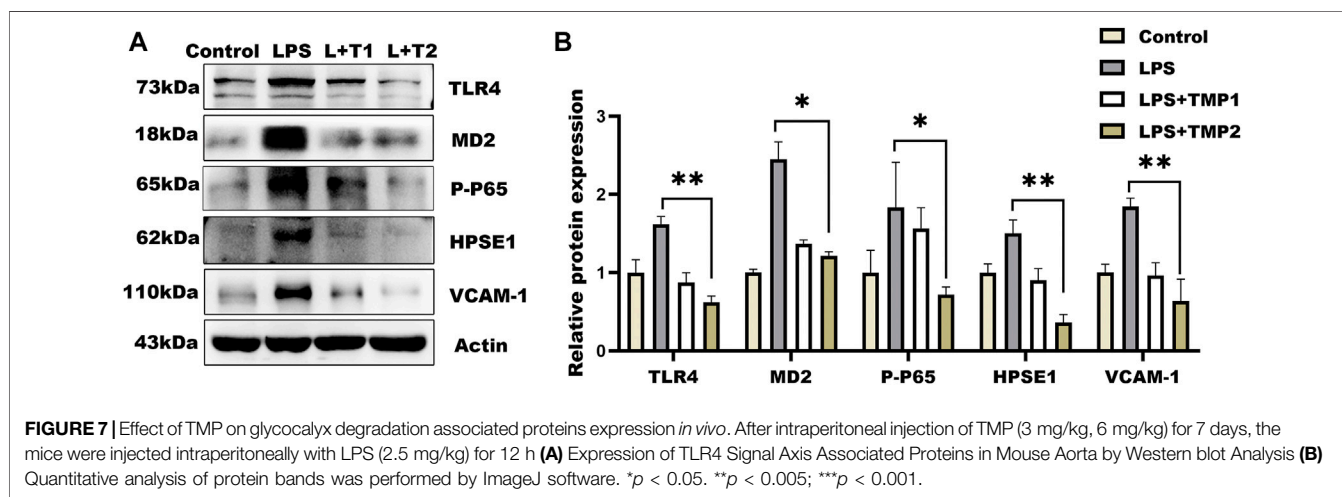 A
Control LPS L+T1 L+T2
73kDa TLR4
18kDa MD2
65kDa P-P65
62kDa HPSE1
110kDa VCAM-1
43kDa Actin
B
Control
LPS
LPS+TMP1
LPS+TMP2
Relative protein expression
3
2
1
0
** * * ** **
TLR4 MD2 P-P65 HPSE1 VCAM-1
FIGURE 7 | Effect of TMP on glycocalyx degradation associated proteins expression in vivo. After intraperitoneal injection of TMP (3 mg/kg, 6 mg/kg) for 7 days, the
mice were injected intraperitoneally with LPS (2.5 mg/kg) for 12 h (A) Expression of TLR4 Signal Axis Associated Proteins in Mouse Aorta by Western blot Analysis (B)
Quantitative analysis of protein bands was performed by ImageJ software. *p < 0.05. **p < 0.005; ***p < 0.001.